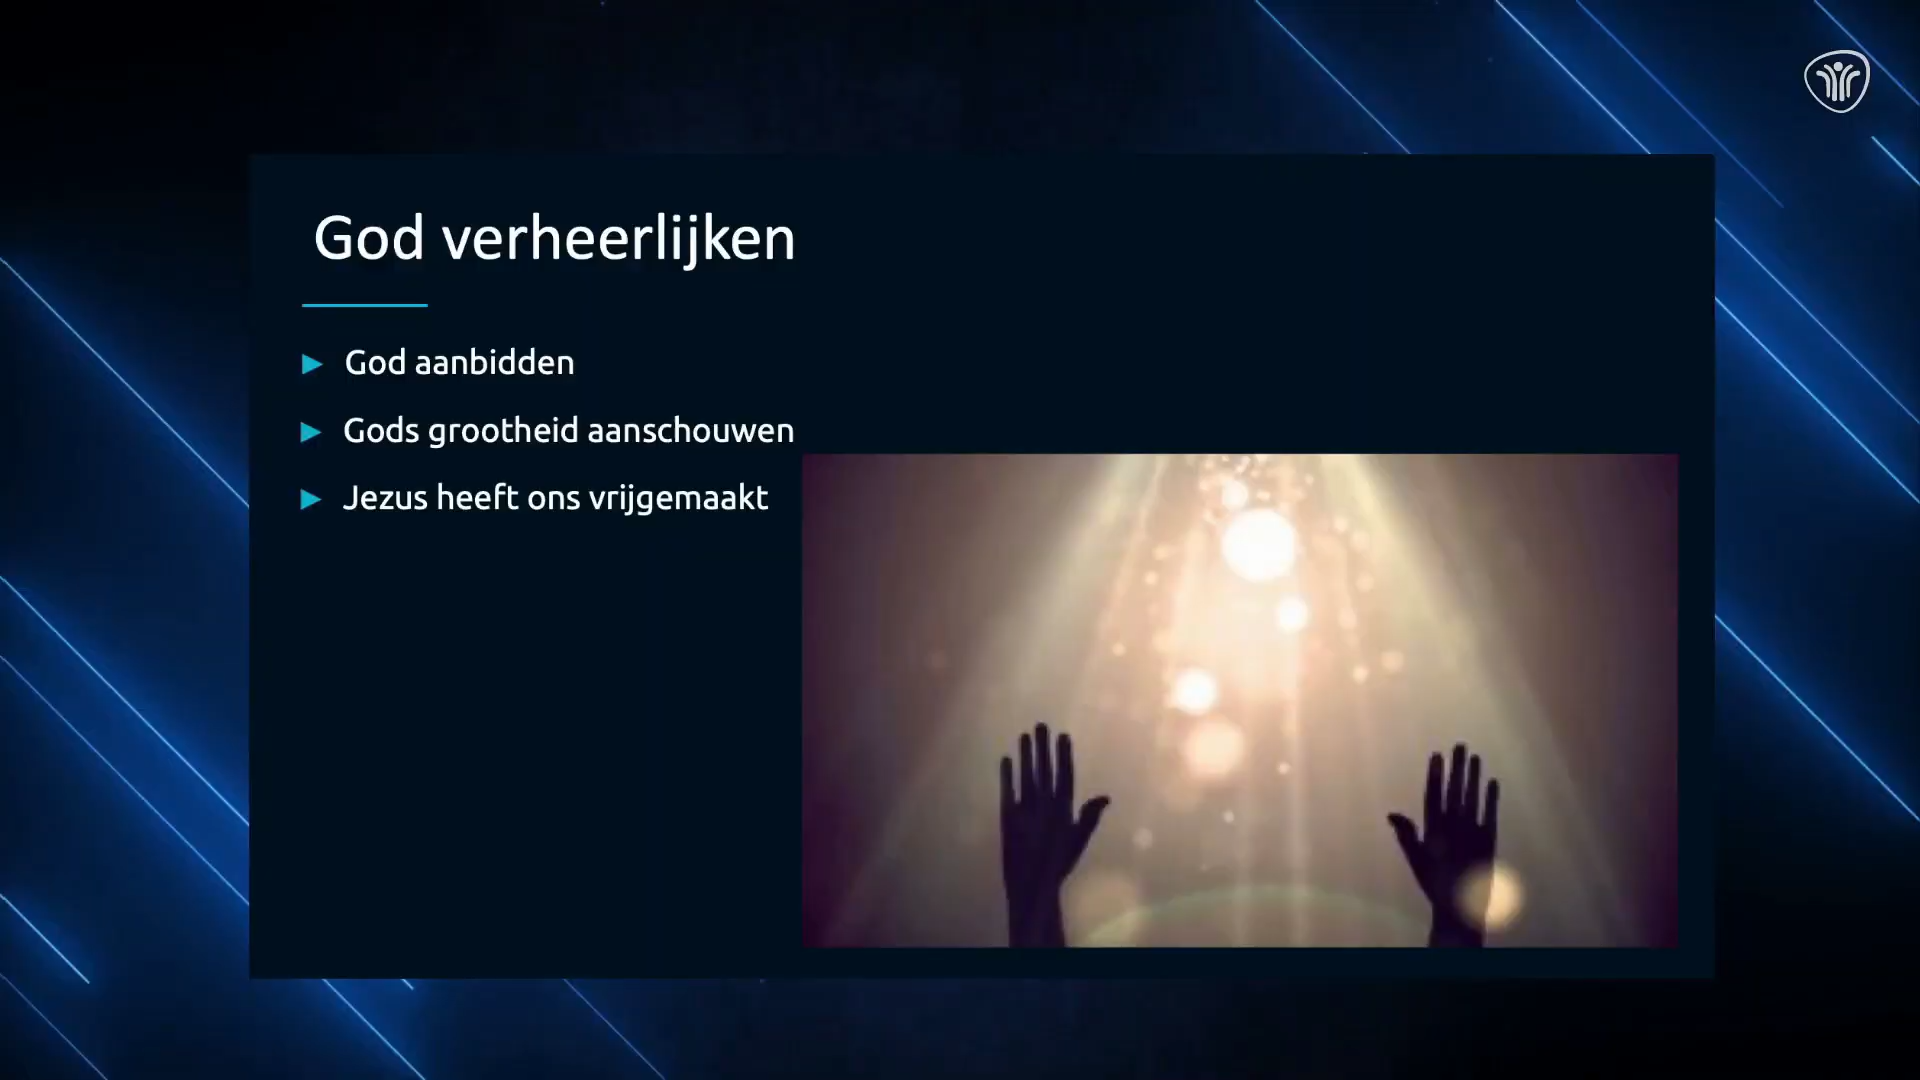 God verheerlijken
God aanbidden
Gods grootheid aanschouwen
Jezus heeft ons vrijgemaakt